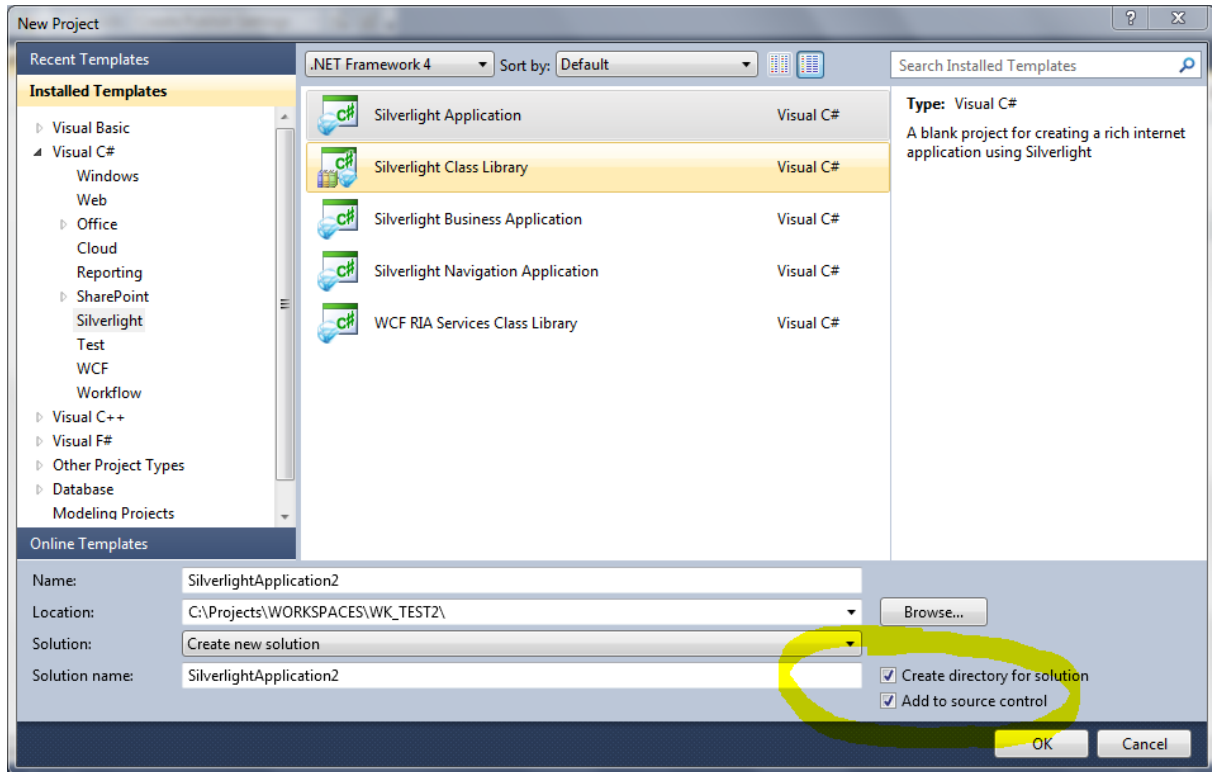 New Project
Recent Templates
Installed Templates
Visual Basic
Visual C#
Windows
Web
Office
Cloud
Reporting
SharePoint
Silverlight
Test
WCF
Workflow
Visual C++
Visual F#
Other Project Types
Database
Modeling Projects
Online Templates
.NET Framework 4 Sort by: Default
Silverlight Application Visual C#
Silverlight Class Library Visual C#
Silverlight Business Application Visual C#
Silverlight Navigation Application Visual C#
WCF RIA Services Class Library Visual C#
Search Installed Templates
Type: Visual C#
A blank project for creating a rich internet
application using Silverlight
Name: SilverlightApplication2
Location: C:\Projects\WORKSPACES\WK_TEST2\ Browse...
Solution: Create new solution
Solution name: SilverlightApplication2 Create directory for solution
Add to source control
OK Cancel